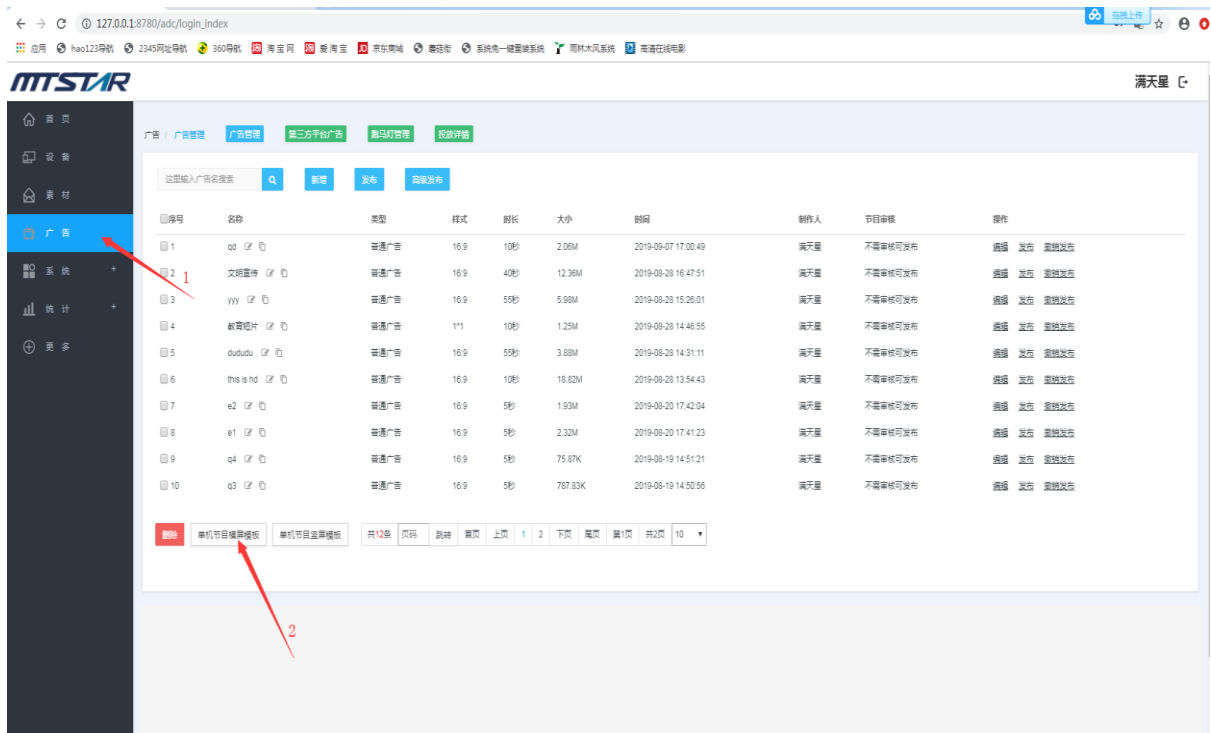 127.0.0.1:8780/adc/login_index
拖拽上传
应用 hao123导航 2345网址导航 360导航 淘宝网 爱淘宝 京东商城 蘑菇街 系统兔一键重装系统 雨林木风系统 高清在线电影
MTSTAR
满天星
首页
设备
素材
广告
系统 +
统计 +
更多
广告 / 广告管理 广告管理 第三方平台广告 跑马灯管理 投放详情
这里输入广告名搜索 新增 发布 高级发布
序号 名称 类型 样式 时长 大小 时间 制作人 节目审核 操作
1 qd 普通广告 16:9 10秒 2.06M 2019-09-07 17:00:49 满天星 不需审核可发布 编辑 发布 撤销发布
2 文明宣传 普通广告 16:9 40秒 12.36M 2019-08-28 16:47:51 满天星 不需审核可发布 编辑 发布 撤销发布
3 yyy 普通广告 16:9 55秒 5.98M 2019-08-28 15:26:01 满天星 不需审核可发布 编辑 发布 撤销发布
4 教育短片 普通广告 1*1 10秒 1.25M 2019-08-28 14:46:55 满天星 不需审核可发布 编辑 发布 撤销发布
5 dududu 普通广告 16:9 55秒 3.88M 2019-08-28 14:31:11 满天星 不需审核可发布 编辑 发布 撤销发布
6 this is hd 普通广告 16:9 10秒 18.82M 2019-08-28 13:54:43 满天星 不需审核可发布 编辑 发布 撤销发布
7 e2 普通广告 16:9 5秒 1.93M 2019-08-20 17:42:04 满天星 不需审核可发布 编辑 发布 撤销发布
8 e1 普通广告 16:9 5秒 2.32M 2019-08-20 17:41:23 满天星 不需审核可发布 编辑 发布 撤销发布
9 q4 普通广告 16:9 5秒 75.87K 2019-08-19 14:51:21 满天星 不需审核可发布 编辑 发布 撤销发布
10 q3 普通广告 16:9 5秒 787.83K 2019-08-19 14:50:56 满天星 不需审核可发布 编辑 发布 撤销发布
删除 单机节目横屏模板 单机节目竖屏模板 共12条 页码 跳转 首页 上页 1 2 下页 尾页 第1页 共2页 10
1
2